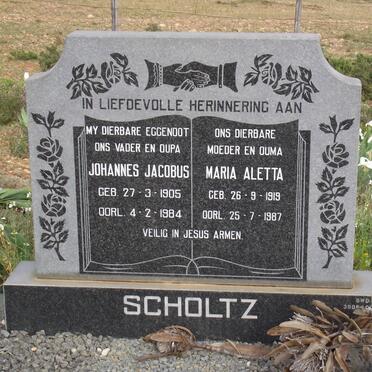 IN LIEFDEVOLLE HERINNERING AAN
MY DIERBARE EGGENOOT
ONS VADER EN OUPA
JOHANNES JACOBUS
GEB. 27-3-1905
OORL. 4-2-1984
ONS DIERBARE
MOEDER EN OUMA
MARIA ALETTA
GEB. 26-9-1919
OORL. 25-7-1987
VEILIG IN JESUS ARMEN.
SCHOLTZ